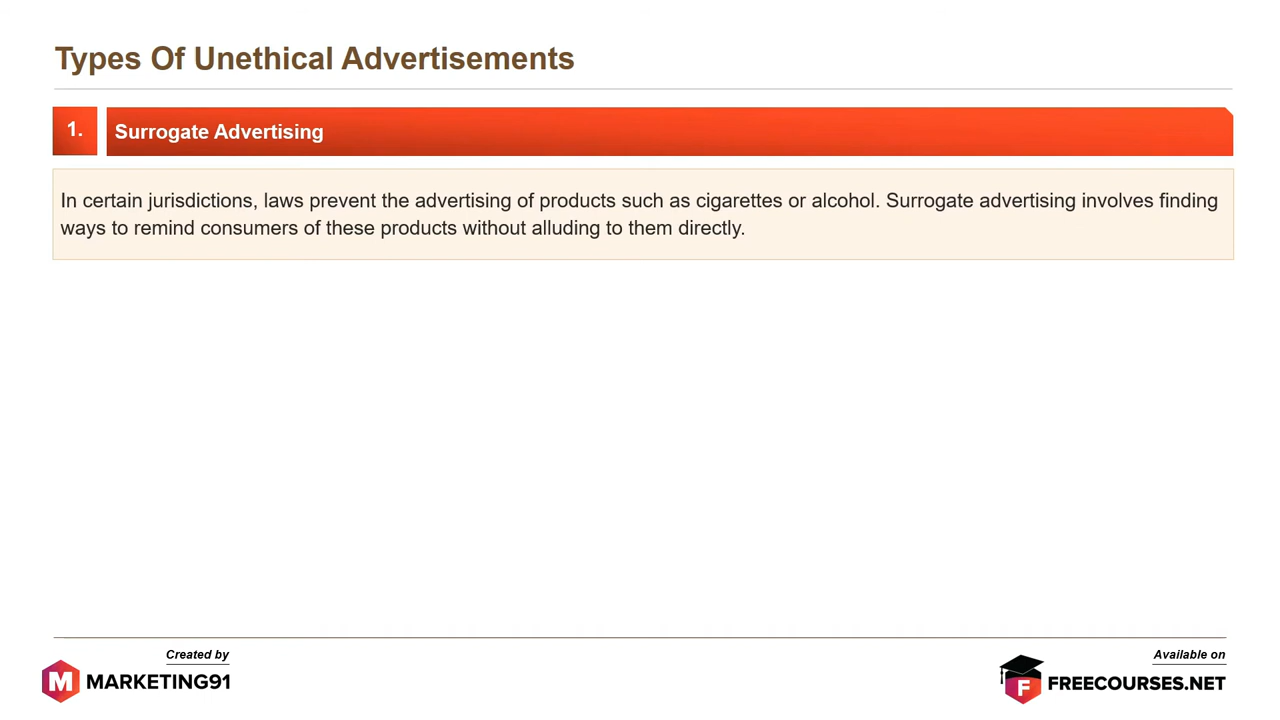 Types Of Unethical Advertisements
1.
Surrogate Advertising
In certain jurisdictions, laws prevent the advertising of products such as cigarettes or alcohol. Surrogate advertising involves finding
ways to remind consumers of these products without alluding to them directly.
Created by
M MARKETING91
Available on
F FREECOURSES.NET